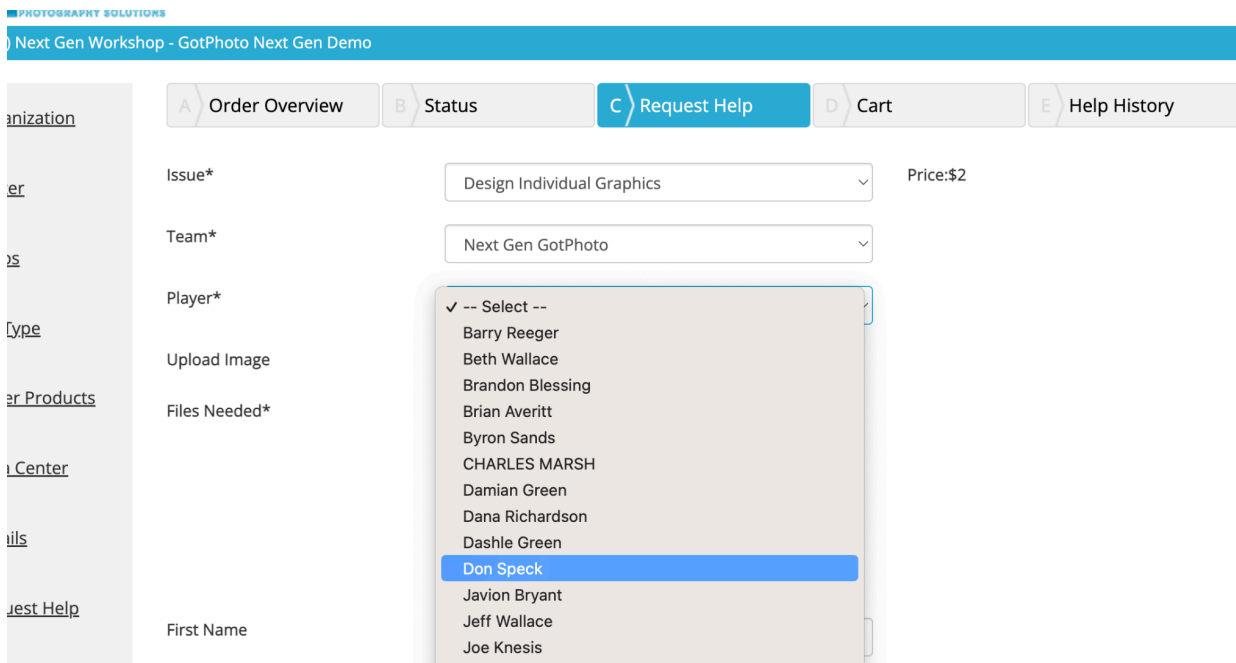 PHOTOGRAPHY SOLUTIONS
) Next Gen Workshop - GotPhoto Next Gen Demo
A Order Overview B Status C Request Help D Cart E Help History
anization
Issue* Design Individual Graphics Price:$2
er
Team* Next Gen GotPhoto
os
Player*
✓ -- Select --
Type
Barry Reeger
Upload Image Beth Wallace
Brandon Blessing
er Products
Files Needed* Brian Averitt
Byron Sands
Center CHARLES MARSH
Damian Green
Dana Richardson
ails Dashle Green
Don Speck
Javion Bryant
uest Help
First Name Jeff Wallace
Joe Knesis